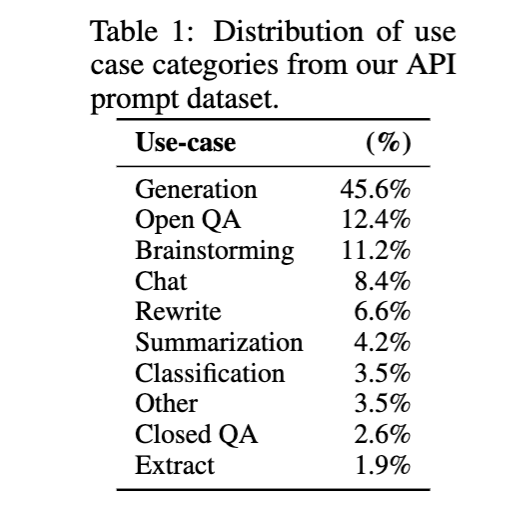 Table 1: Distribution of use
case categories from our API
prompt dataset.
Use-case (%)
Generation 45.6%
Open QA 12.4%
Brainstorming 11.2%
Chat 8.4%
Rewrite 6.6%
Summarization 4.2%
Classification 3.5%
Other 3.5%
Closed QA 2.6%
Extract 1.9%